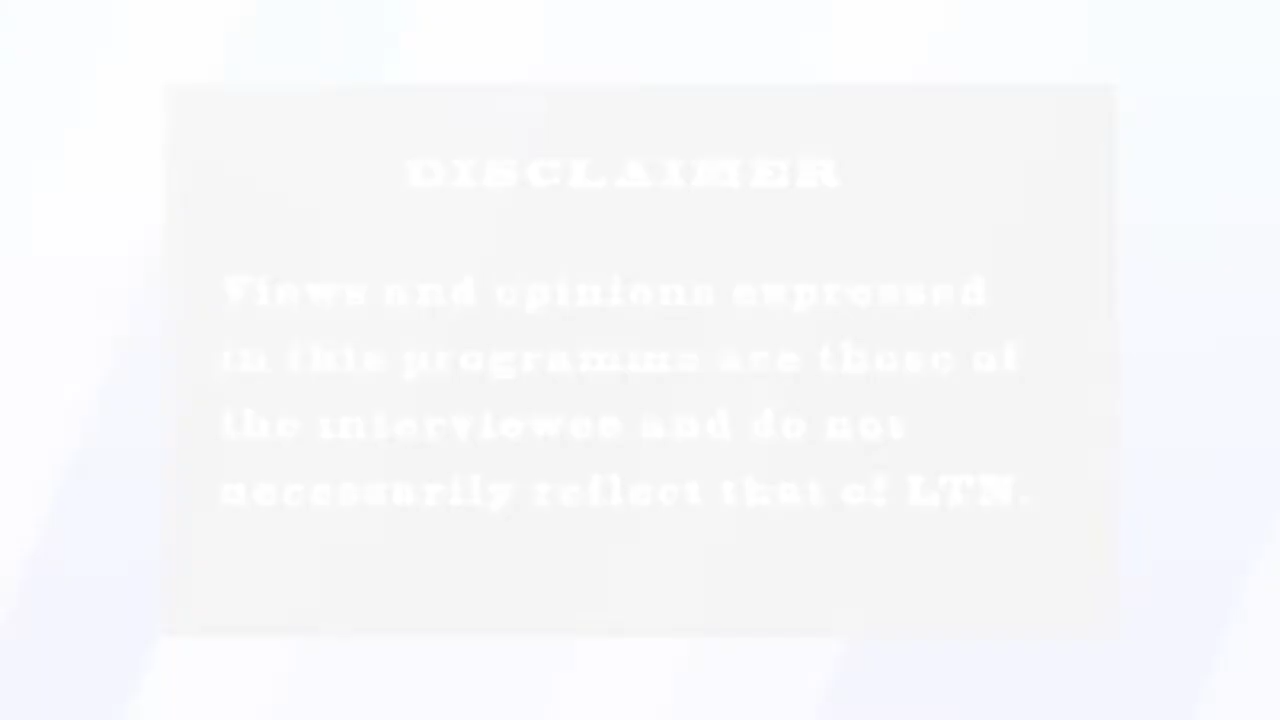 DISCLAIMER
Views and opinions expressed
in this programme are those of
the interviewee and do not
necessarily reflect that of LTN.